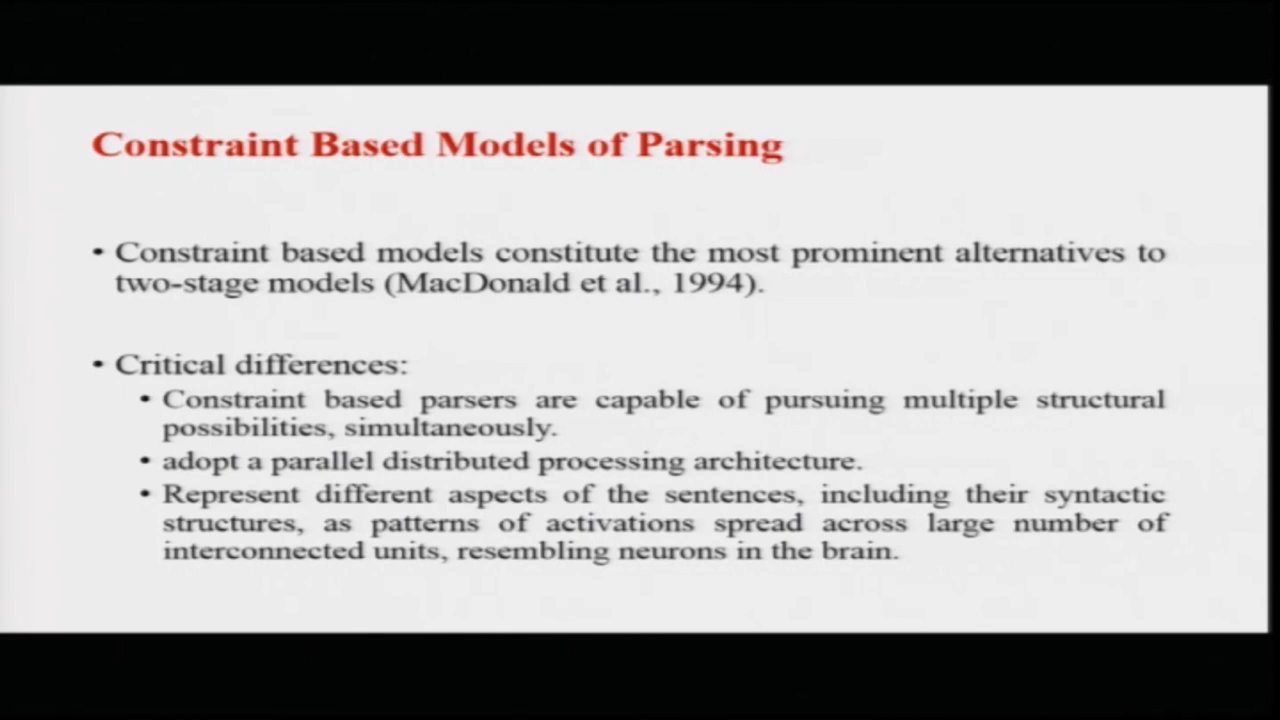 Constraint Based Models of Parsing
• Constraint based models constitute the most prominent alternatives to
two-stage models (MacDonald et al., 1994).
• Critical differences:
• Constraint based parsers are capable of pursuing multiple structural
possibilities, simultaneously.
• adopt a parallel distributed processing architecture.
• Represent different aspects of the sentences, including their syntactic
structures, as patterns of activations spread across large number of
interconnected units, resembling neurons in the brain.